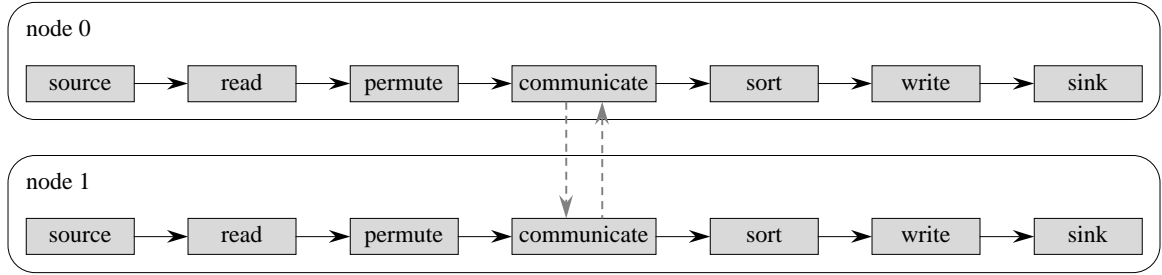 node 0
source read permute communicate sort write sink
node 1
source read permute communicate sort write sink